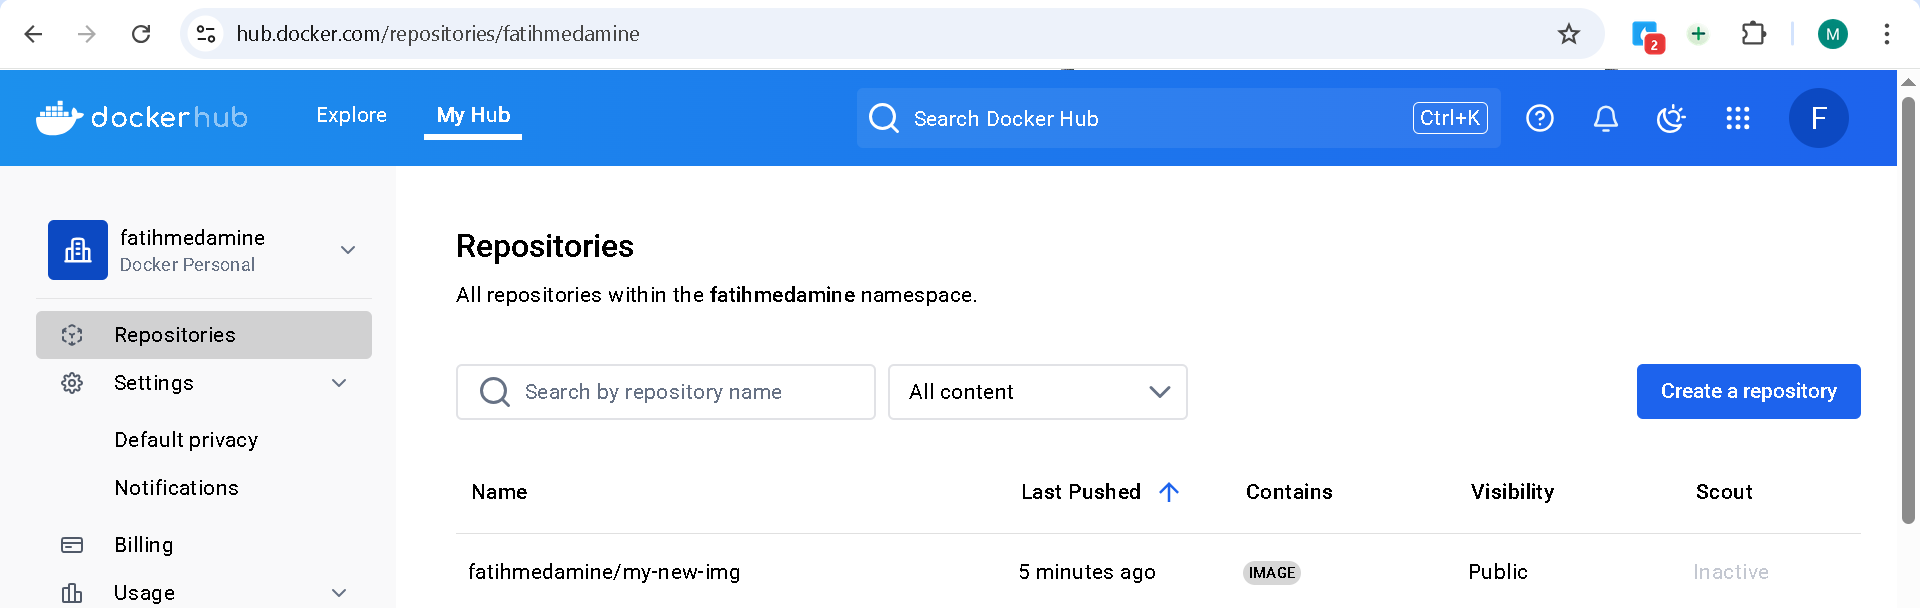 hub.docker.com/repositories/fatihmedamine
2
M
dockerhub
Explore
My Hub
Search Docker Hub
Ctrl+K
F
fatihmedamine
Docker Personal
Repositories
Settings
Default privacy
Notifications
Billing
Usage
Repositories
All repositories within the fatihmedamine namespace.
Search by repository name
All content
Create a repository
Name Last Pushed Contains Visibility Scout
fatihmedamine/my-new-img 5 minutes ago IMAGE Public Inactive